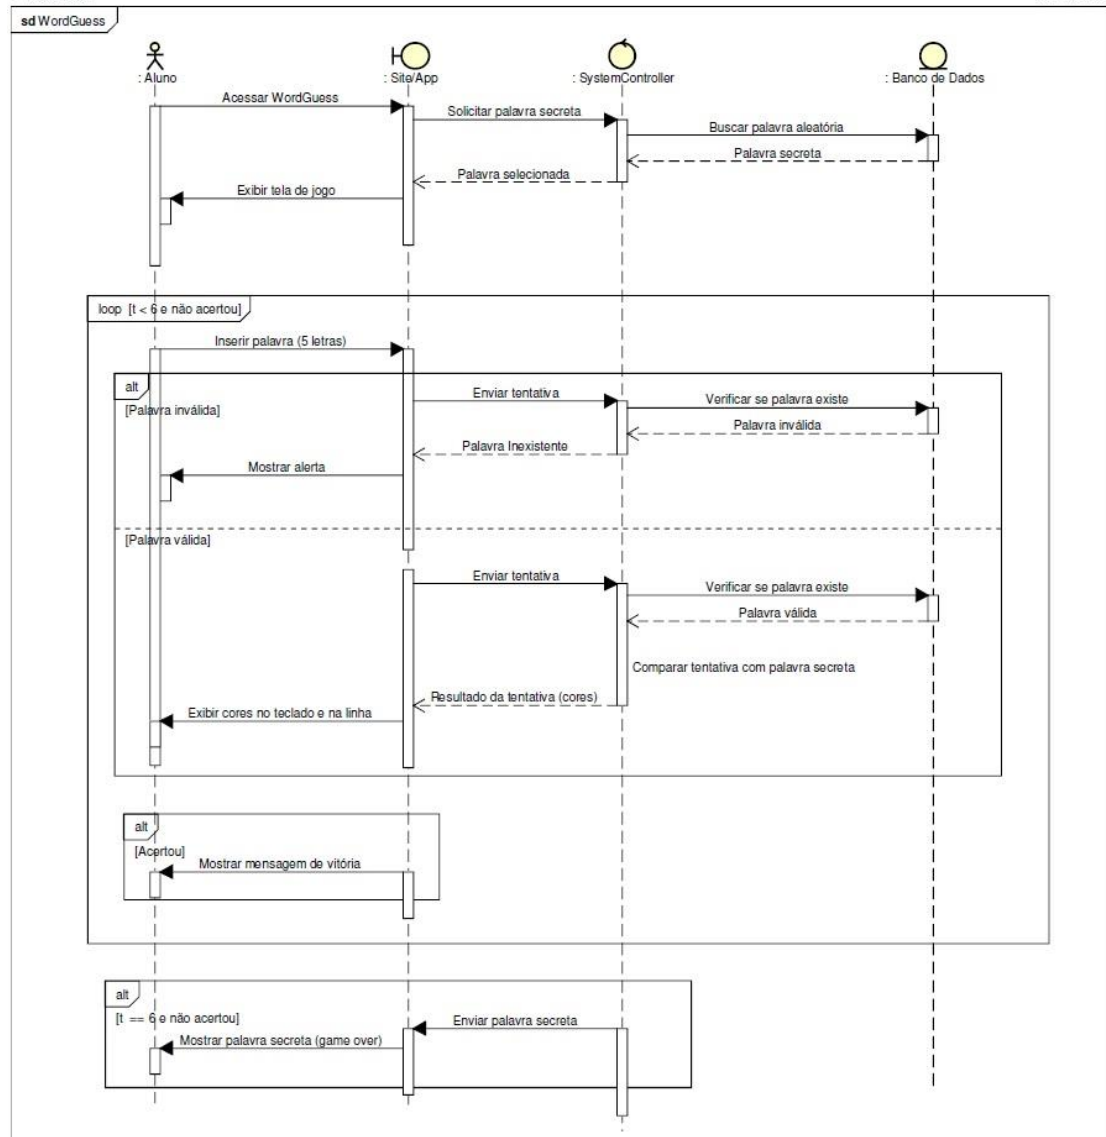 sd WordGuess
: Aluno
: Site/App
: SystemController
: Banco de Dados
Acessar WordGuess
Solicitar palavra secreta
Buscar palavra aleatória
Palavra secreta
Palavra selecionada
Exibir tela de jogo
loop [t < 6 e não acertou]
Inserir palavra (5 letras)
alt
[Palavra inválida]
Enviar tentativa
Verificar se palavra existe
Palavra inválida
Palavra Inexistente
Mostrar alerta
[Palavra válida]
Enviar tentativa
Verificar se palavra existe
Palavra válida
Comparar tentativa com palavra secreta
Resultado da tentativa (cores)
Exibir cores no teclado e na linha
alt
[Acertou]
Mostrar mensagem de vitória
alt
[t == 6 e não acertou]
Enviar palavra secreta
Mostrar palavra secreta (game over)